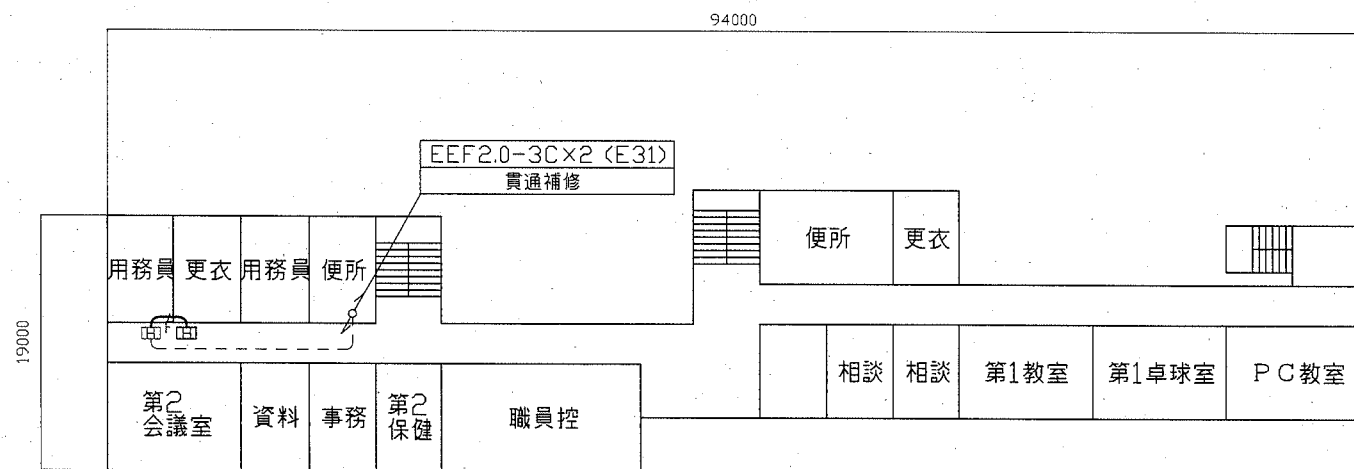 94000
EEF2.0-3C×2 (E31)
貫通補修
用務員
更衣
用務員
便所
便所
更衣
19000
第2
会議室
資料
事務
第2
保健
職員控
相談
相談
第1教室
第1卓球室
PC教室